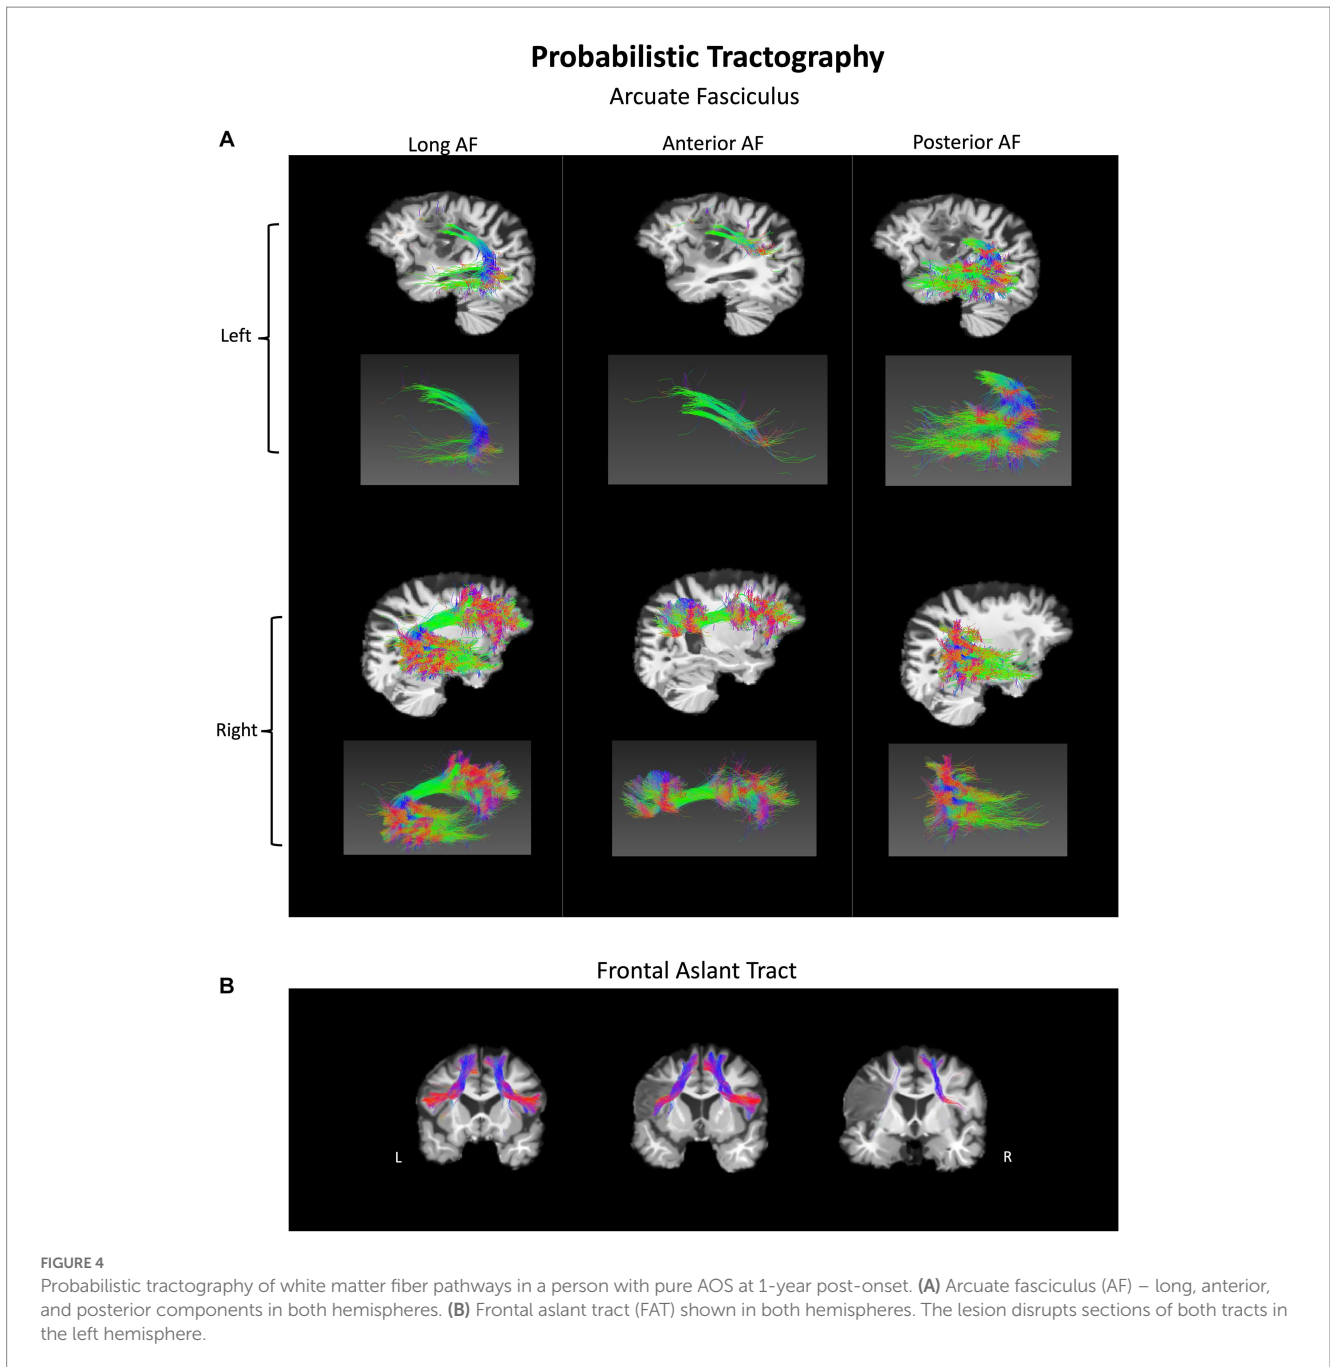 Probabilistic Tractography
Arcuate Fasciculus
A
Long AF
Anterior AF
Posterior AF
Left
Right
Frontal Aslant Tract
B
L
R
FIGURE 4
Probabilistic tractography of white matter fiber pathways in a person with pure AOS at 1-year post-onset. (A) Arcuate fasciculus (AF) – long, anterior,
and posterior components in both hemispheres. (B) Frontal aslant tract (FAT) shown in both hemispheres. The lesion disrupts sections of both tracts in
the left hemisphere.